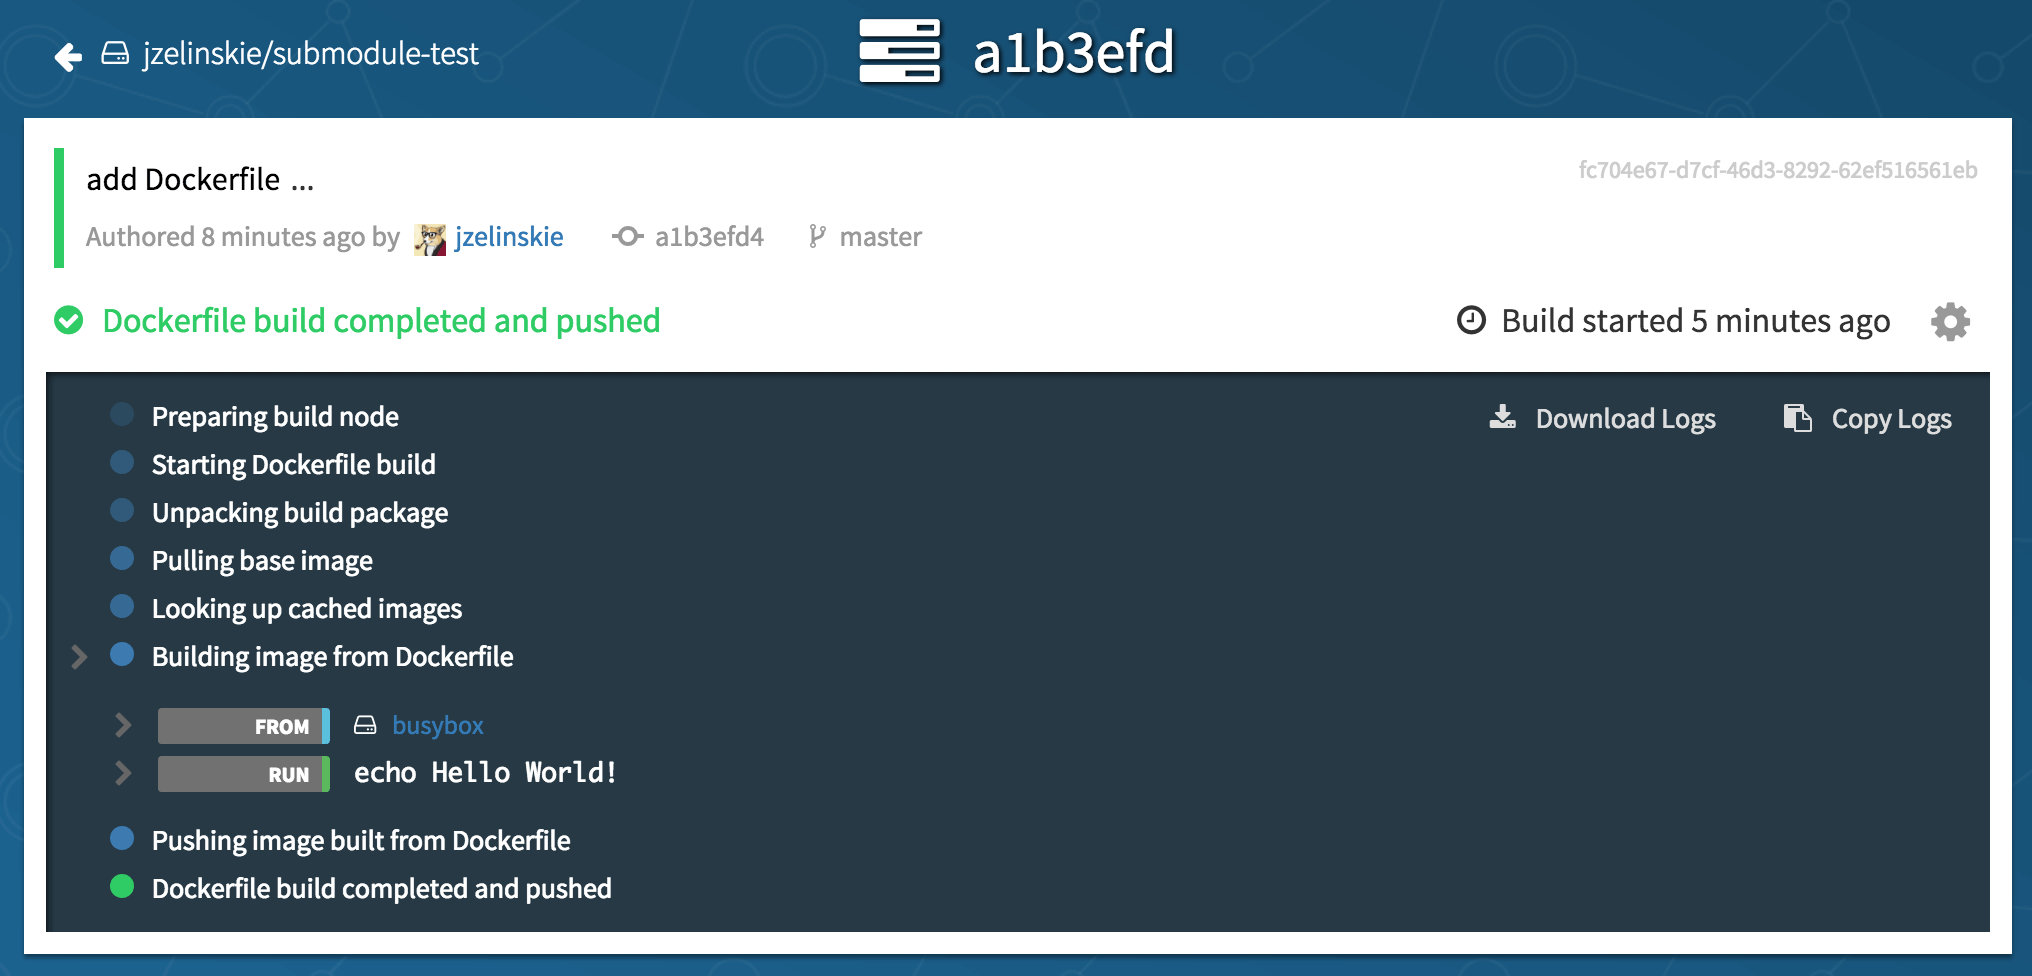 jzelinskie/submodule-test
a1b3efd
add Dockerfile ...
fc704e67-d7cf-46d3-8292-62ef516561eb
Authored 8 minutes ago by jzelinskie a1b3efd4 master
Dockerfile build completed and pushed
Build started 5 minutes ago
Preparing build node
Download Logs Copy Logs
Starting Dockerfile build
Unpacking build package
Pulling base image
Looking up cached images
Building image from Dockerfile
FROM busybox
RUN echo Hello World!
Pushing image built from Dockerfile
Dockerfile build completed and pushed